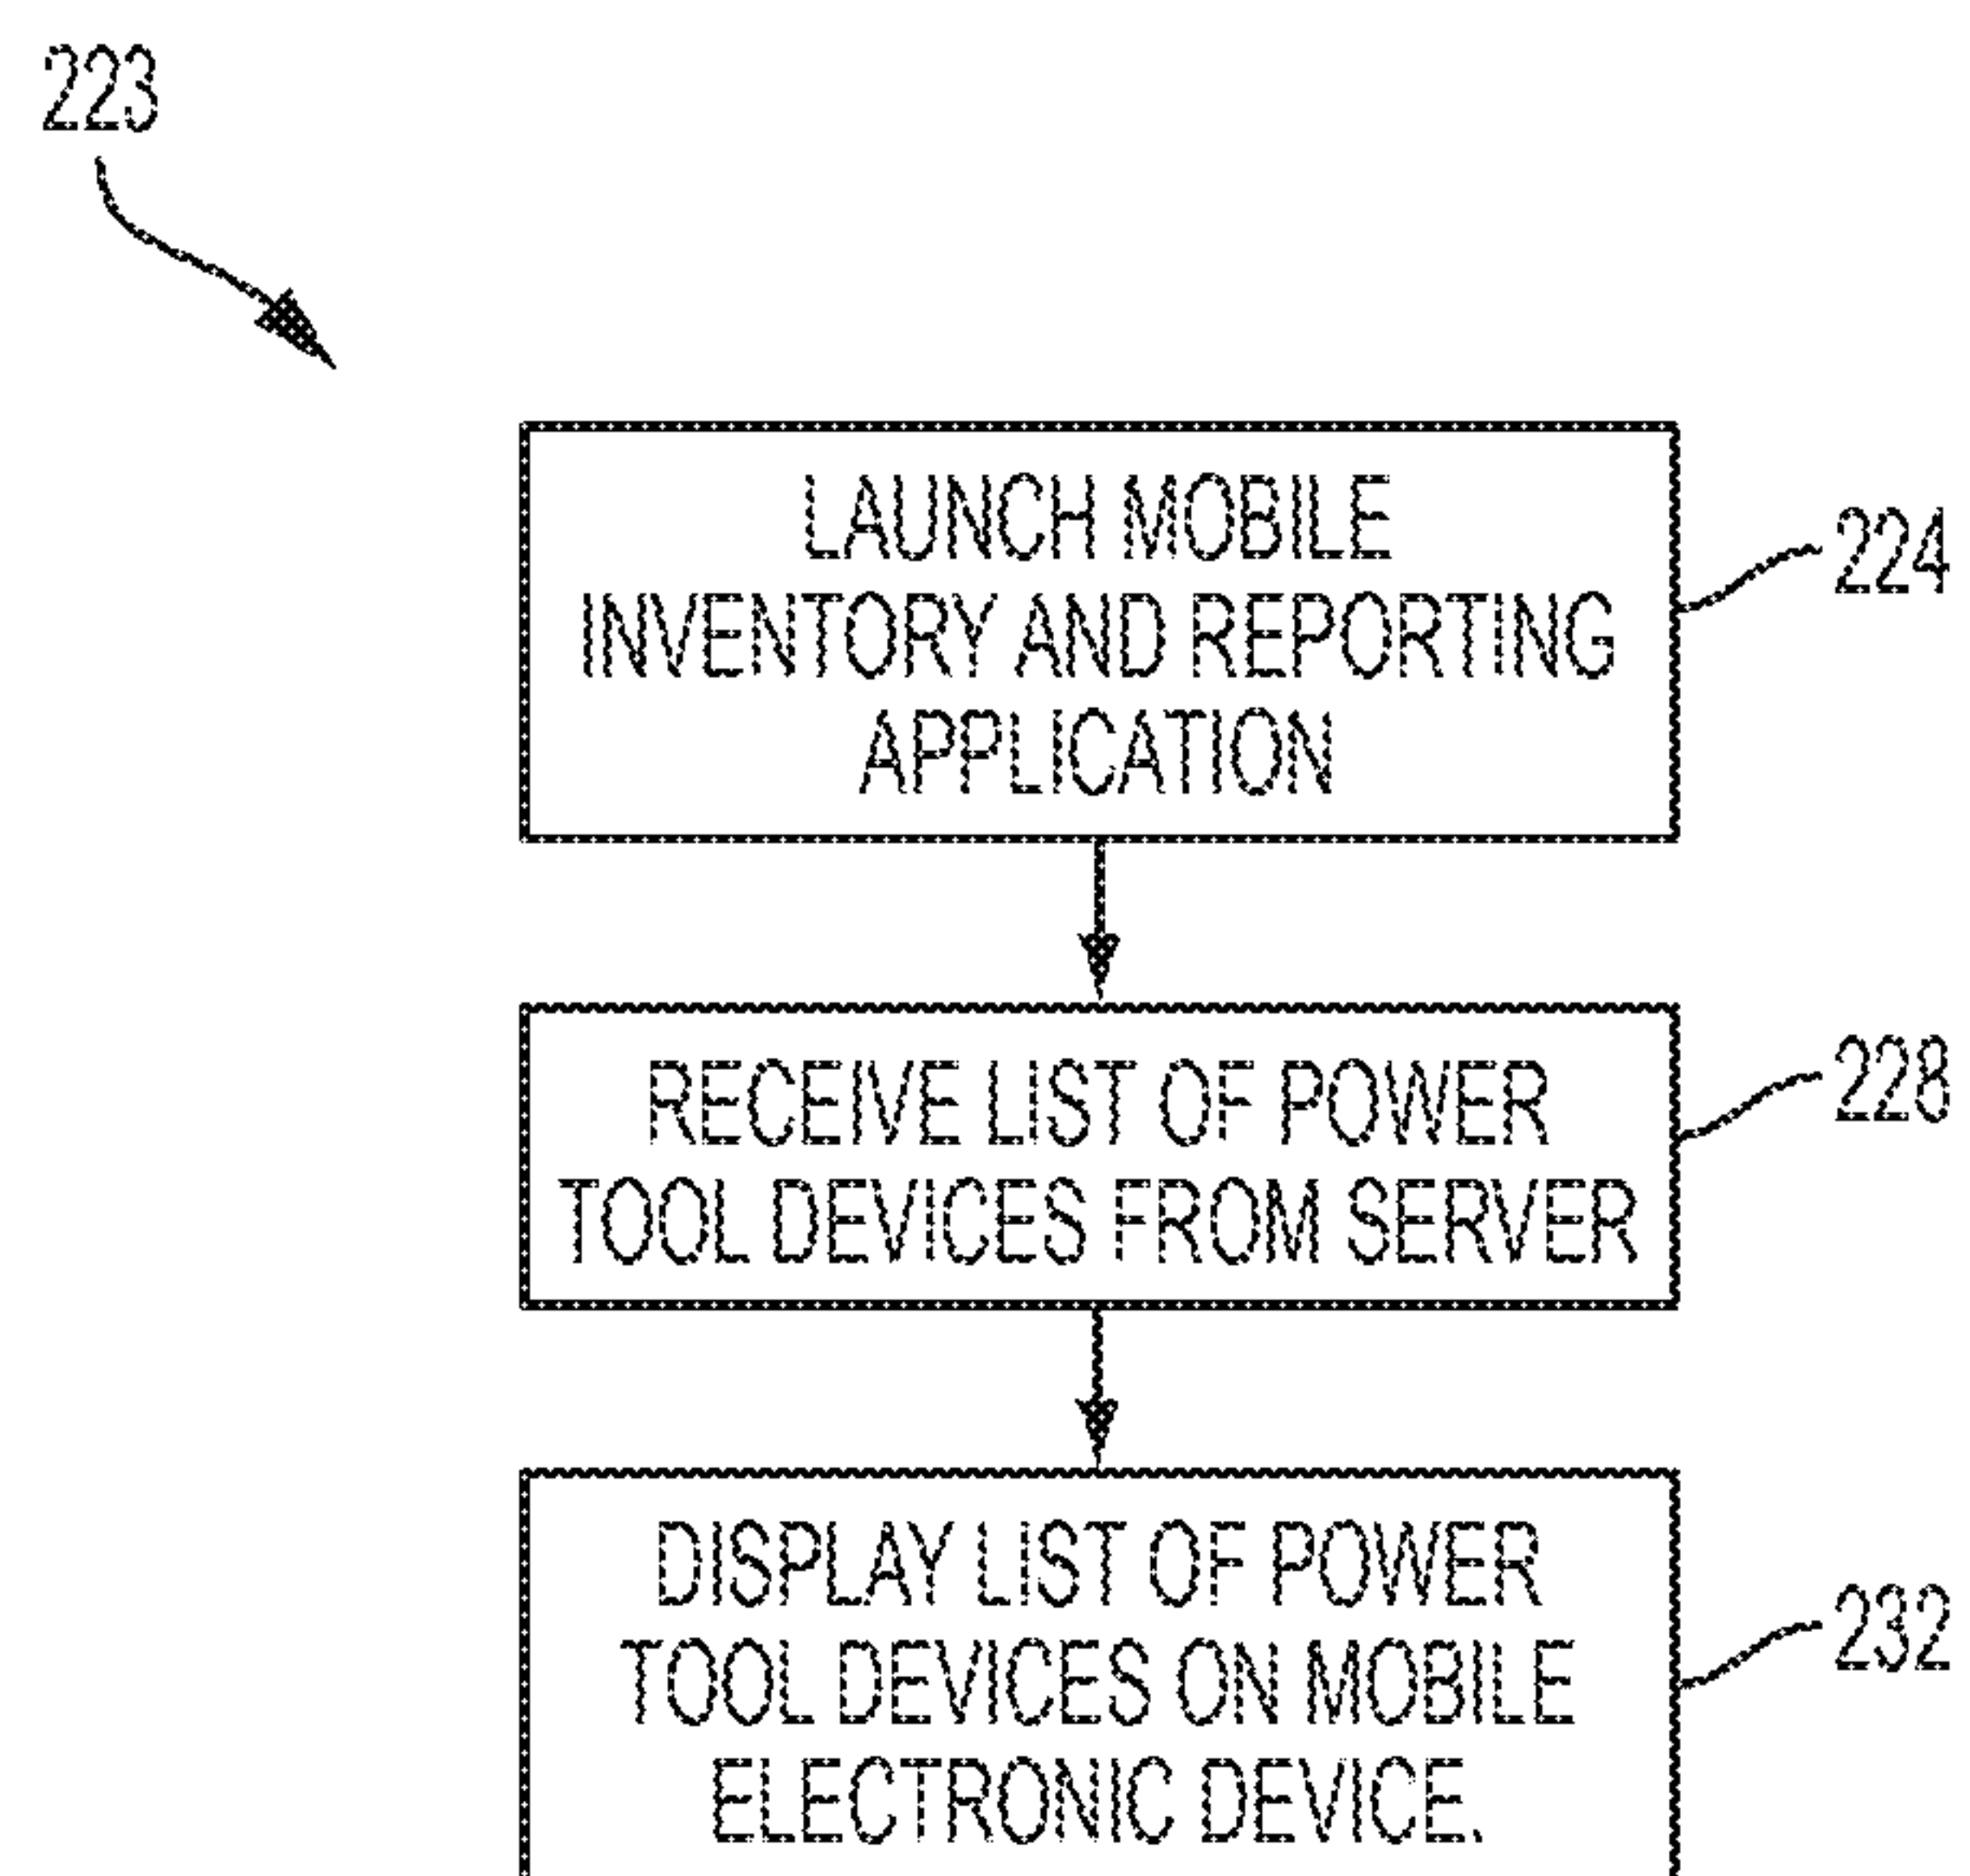 223
LAUNCH MOBILE
INVENTORY AND REPORTING
APPLICATION
224
RECEIVE LIST OF POWER
TOOL DEVICES FROM SERVER
228
DISPLAY LIST OF POWER
TOOL DEVICES ON MOBILE
ELECTRONIC DEVICE.
232